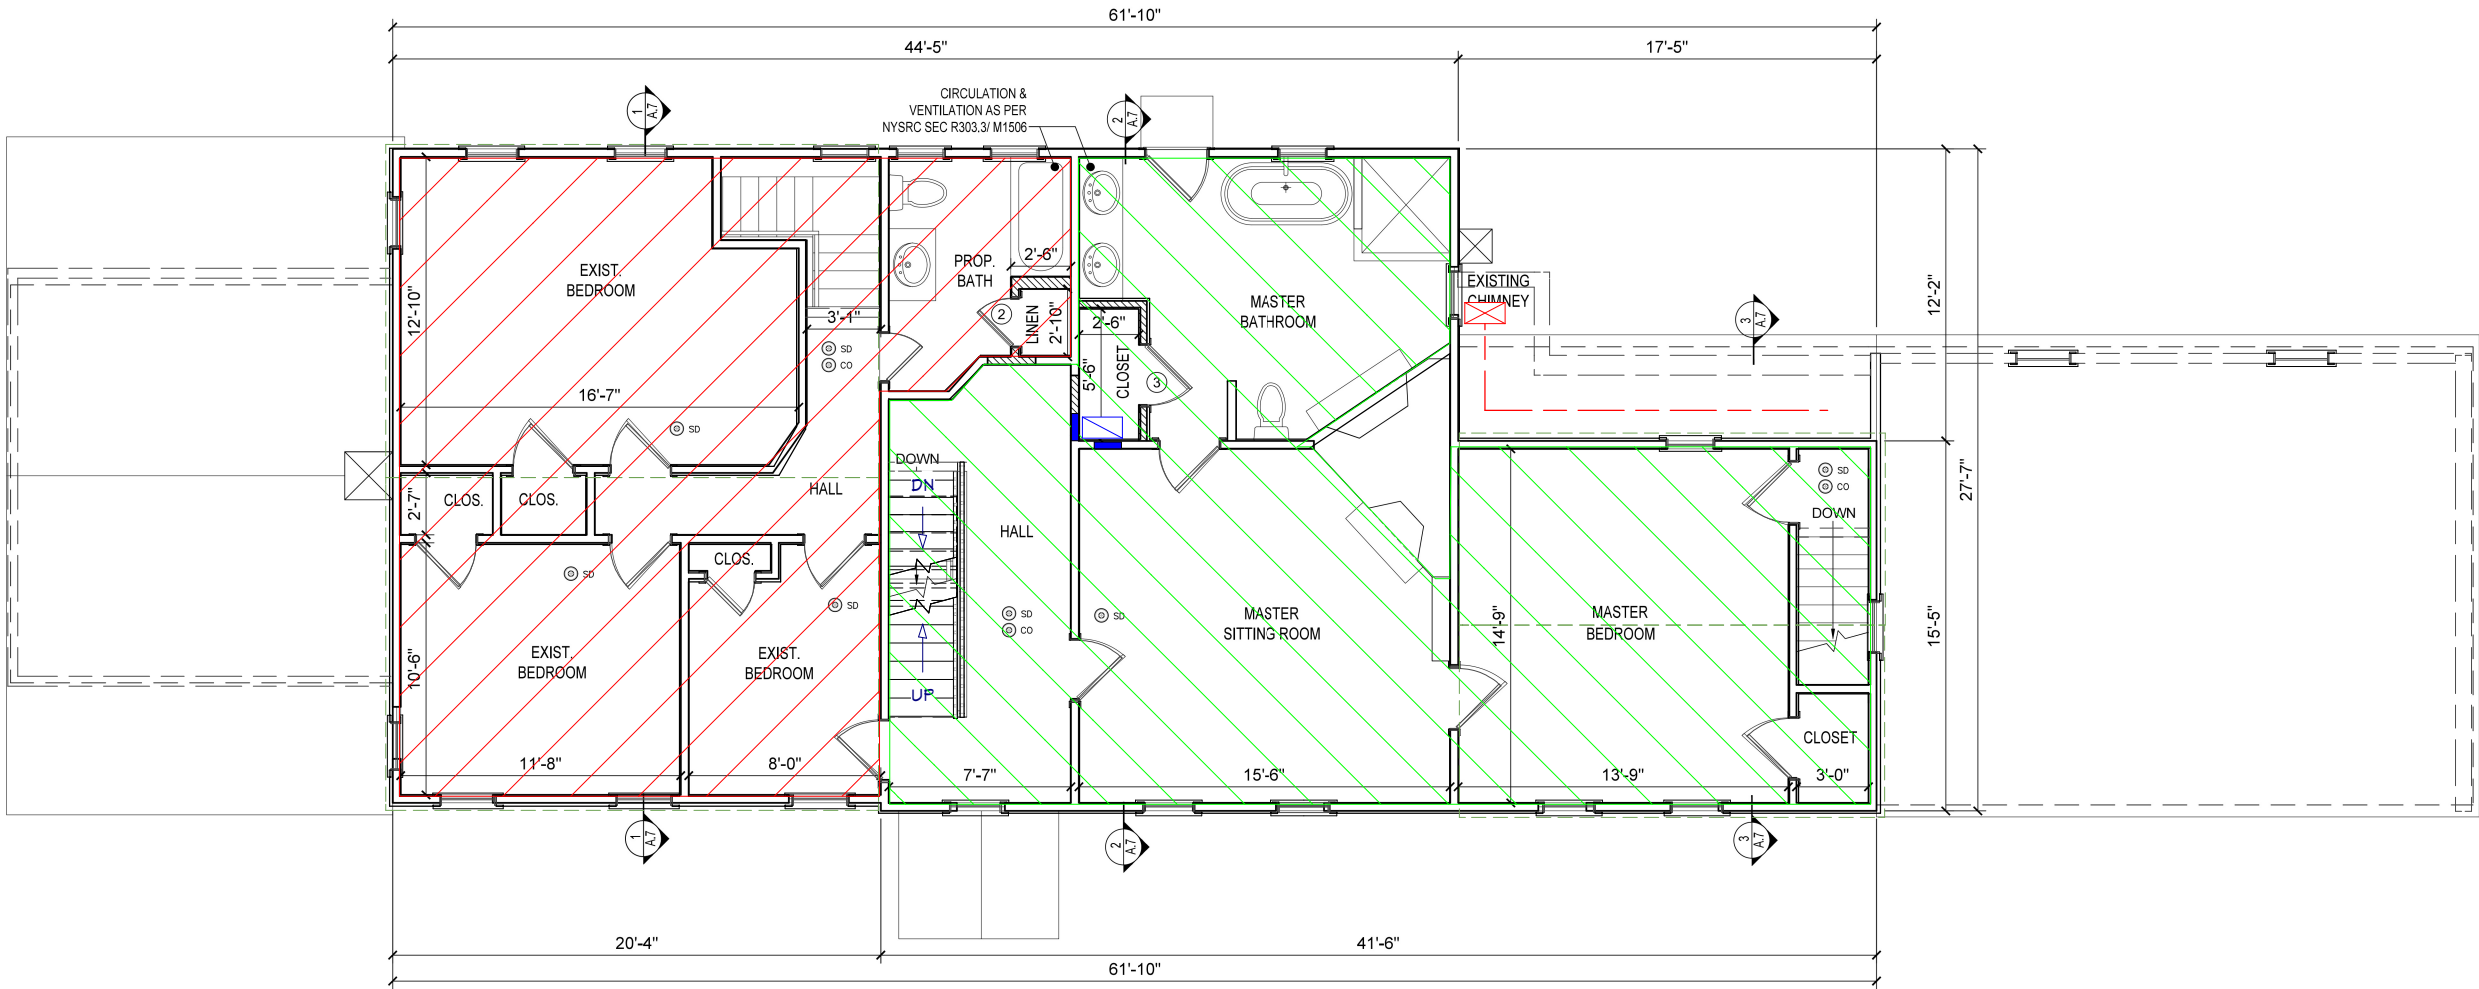 61'-10"
44'-5"
17'-5"
CIRCULATION &
VENTILATION AS PER
NYSRC SEC R303.3/ M1506
1
A.7
2
A.7
EXIST.
BEDROOM
12'-10"
16'-7"
SD
3'-1"
SD
CO
PROP.
BATH
2'-6"
2
LINEN
2'-10"
2'-6"
CLOSET
5'-6"
3
MASTER
BATHROOM
EXISTING
CHIMNEY
3
A.7
12'-2"
27'-7"
15'-5"
2'-7"
CLOS.
CLOS.
HALL
DOWN
DN
UP
HALL
SD
CO
CLOS.
SD
SD
EXIST.
BEDROOM
10'-6"
11'-8"
EXIST.
BEDROOM
8'-0"
7'-7"
SD
MASTER
SITTING ROOM
15'-6"
14'-9"
MASTER
BEDROOM
13'-9"
SD
CO
DOWN
CLOSET
3'-0"
1
A.7
2
A.7
3
A.7
20'-4"
41'-6"
61'-10"